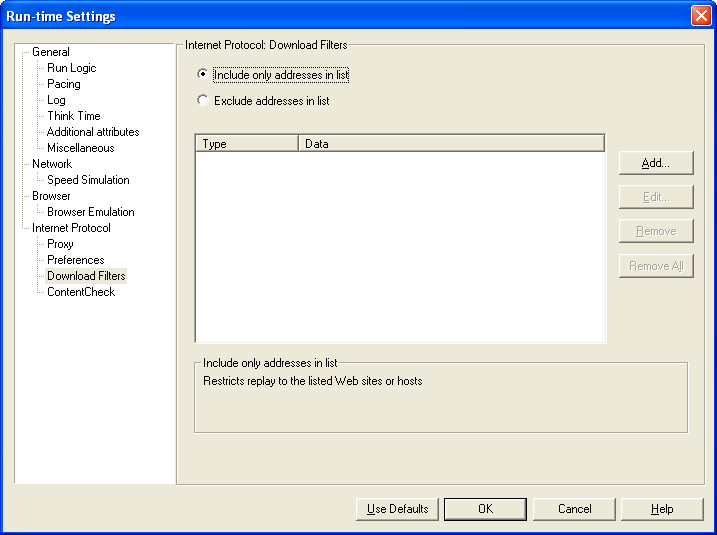 Run-time Settings
General
Run Logic
Pacing
Log
Think Time
Additional attributes
Miscellaneous
Network
Speed Simulation
Browser
Browser Emulation
Internet Protocol
Proxy
Preferences
Download Filters
ContentCheck
Internet Protocol: Download Filters
Include only addresses in list
Exclude addresses in list
Type Data
Add...
Edit...
Remove
Remove All
Include only addresses in list
Restricts replay to the listed Web sites or hosts
Use Defaults OK Cancel Help